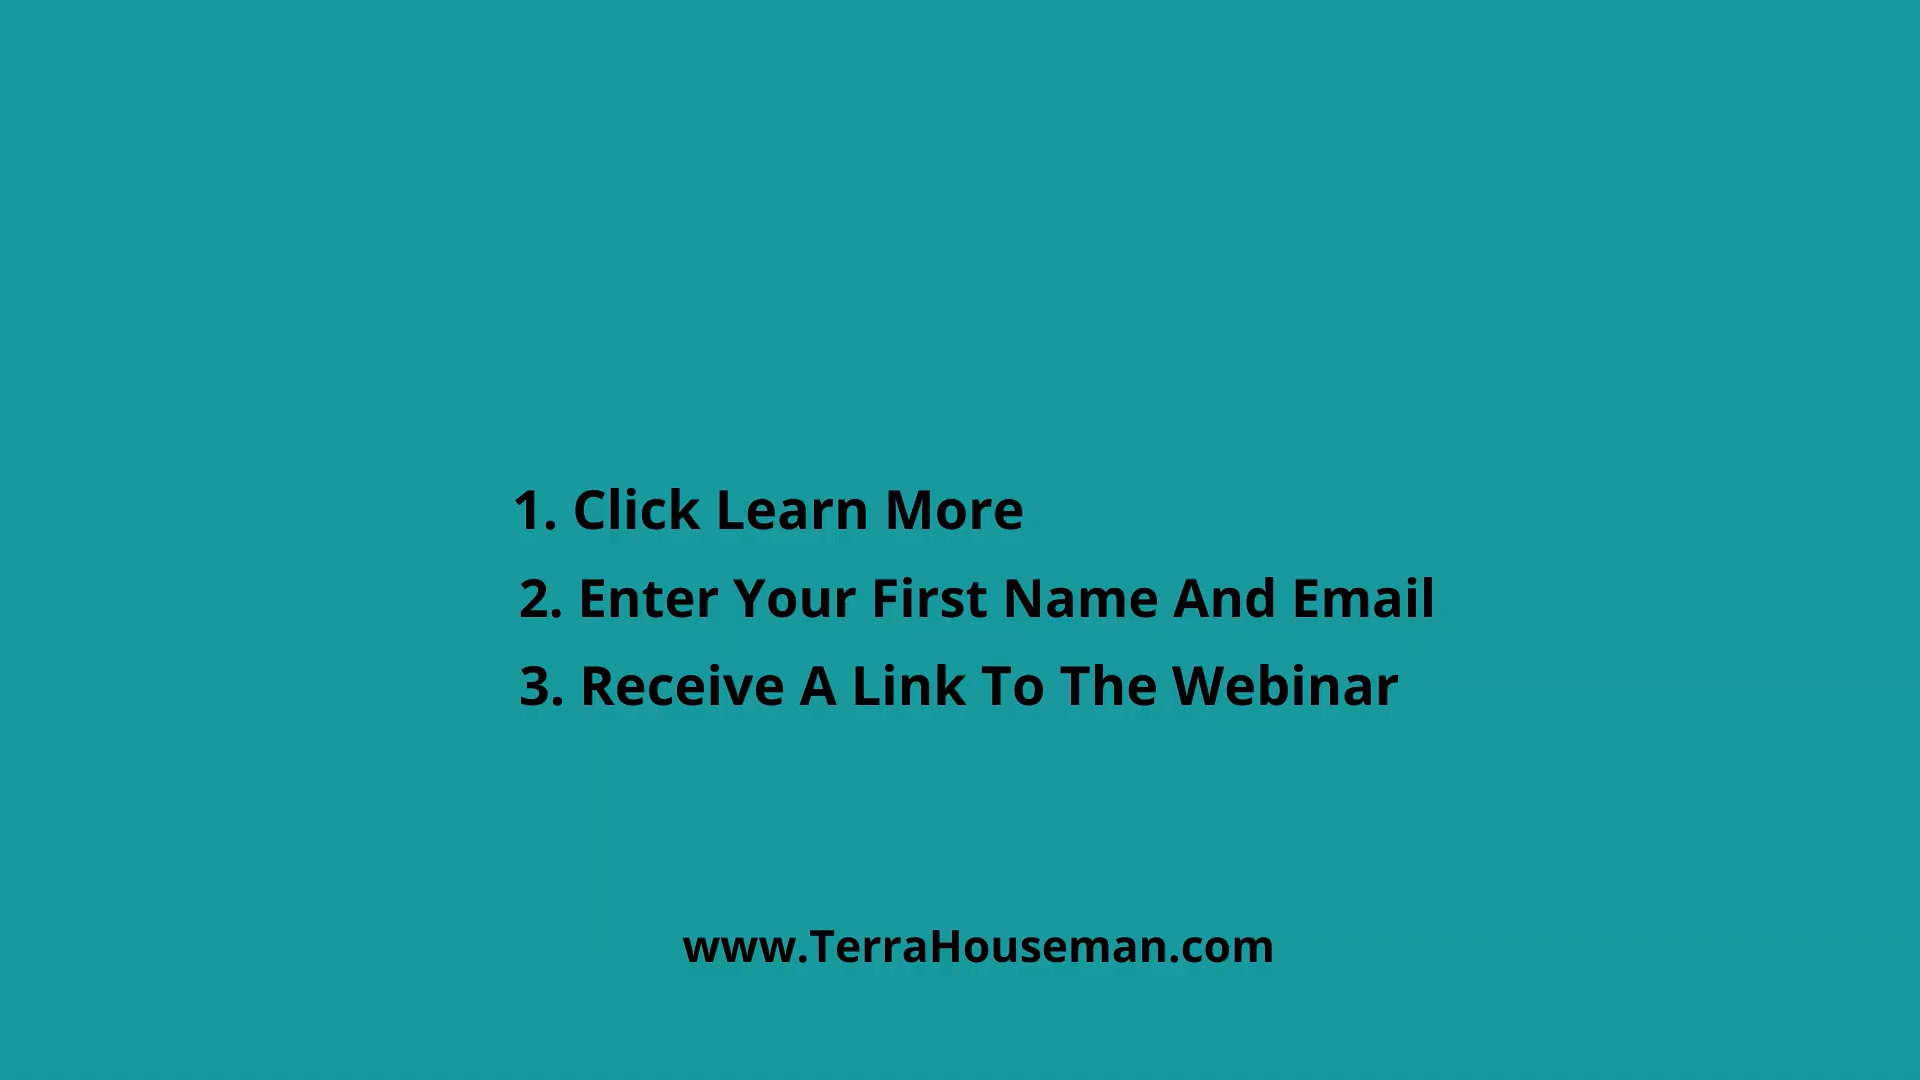 1. Click Learn More
2. Enter Your First Name And Email
3. Receive A Link To The Webinar
www.TerraHouseman.com